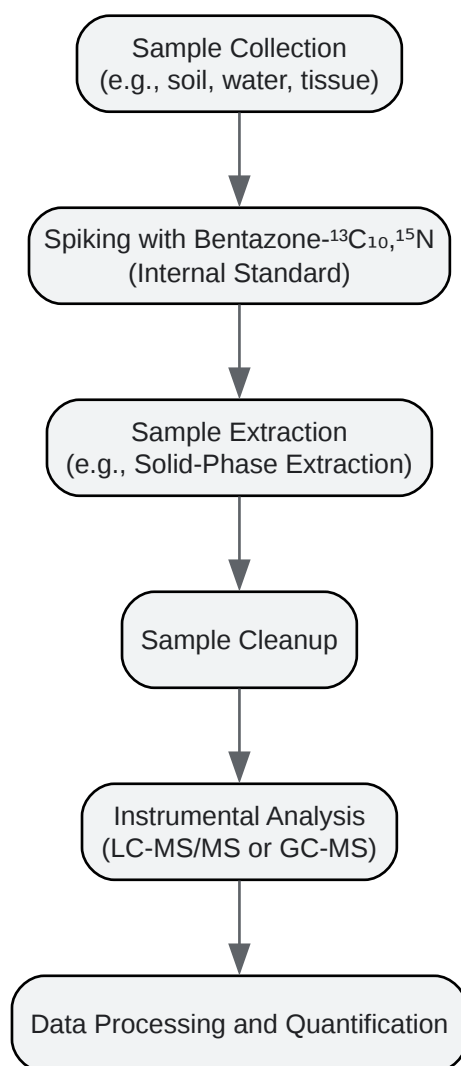 Sample Collection
(e.g., soil, water, tissue)
Spiking with Bentazone-¹³C₁₀,¹⁵N
(Internal Standard)
Sample Extraction
(e.g., Solid-Phase Extraction)
Sample Cleanup
Instrumental Analysis
(LC-MS/MS or GC-MS)
Data Processing and Quantification